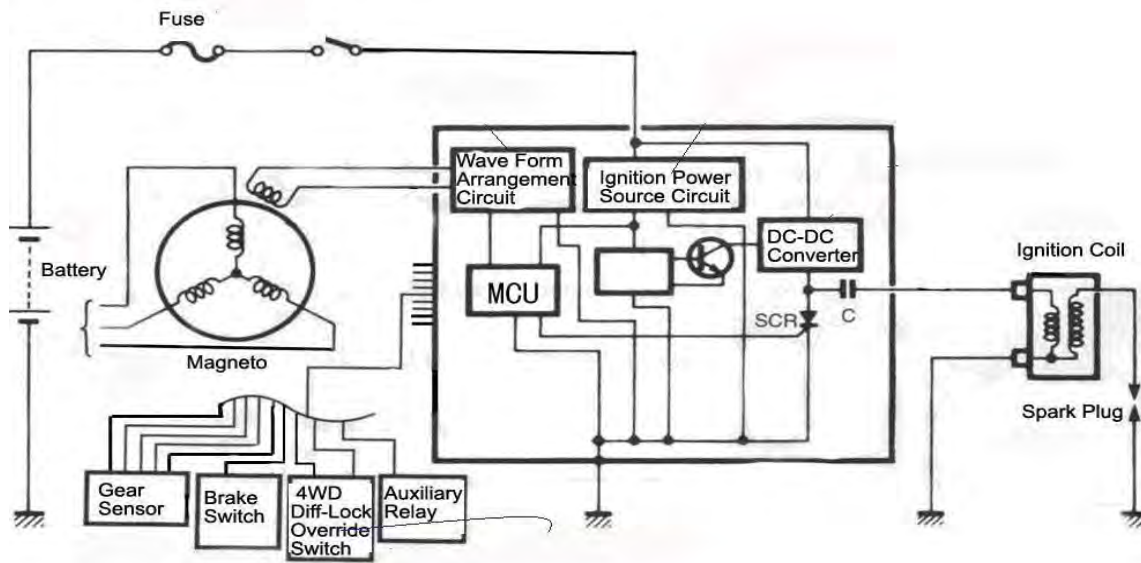 Fuse
Wave Form
Arrangement
Circuit
Ignition Power
Source Circuit
DC-DC
Converter
Ignition Coil
Battery
MCU
SCR
C
Magneto
Spark Plug
Gear
Sensor
Brake
Switch
4WD
Diff-Lock
Override
Switch
Auxiliary
Relay